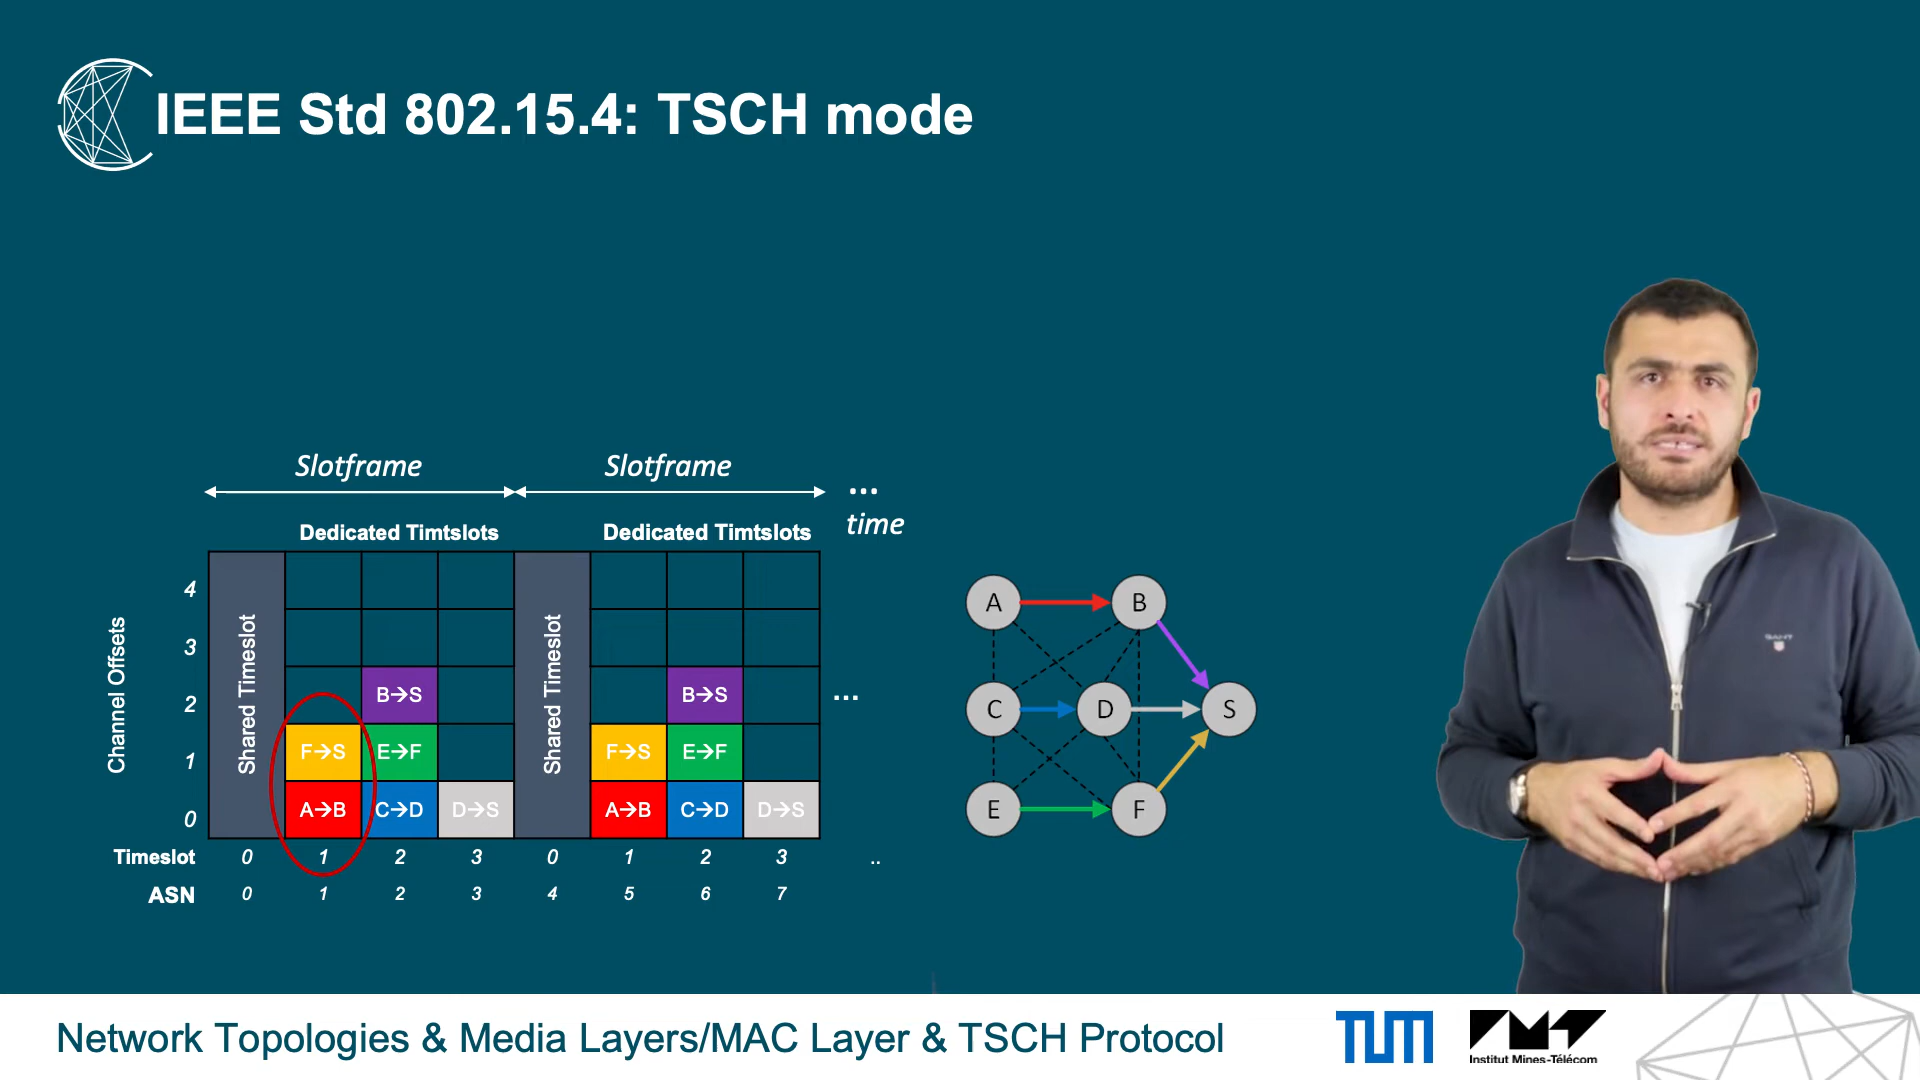 IEEE Std 802.15.4: TSCH mode
Slotframe Slotframe ...
time
Dedicated Timtslots Dedicated Timtslots
Channel Offsets
4
3
2
1
0
Shared Timeslot Shared Timeslot
B→S B→S ...
F→S E→F F→S E→F
A→B C→D D→S A→B C→D D→S
Timeslot 0 1 2 3 0 1 2 3 ..
ASN 0 1 2 3 4 5 6 7
A B
C D S
E F
GANT
Network Topologies & Media Layers/MAC Layer & TSCH Protocol
TUM
IMT
Institut Mines-Télécom